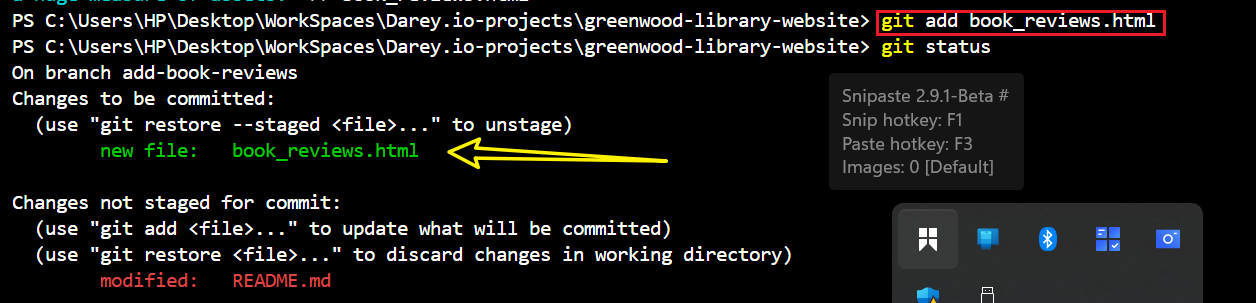 PS C:\Users\HP\Desktop\WorkSpaces\Darey.io-projects\greenwood-library-website> git add book_reviews.html
PS C:\Users\HP\Desktop\WorkSpaces\Darey.io-projects\greenwood-library-website> git status
On branch add-book-reviews
Changes to be committed:
  (use "git restore --staged <file>..." to unstage)
        new file:   book_reviews.html
Changes not staged for commit:
  (use "git add <file>..." to update what will be committed)
  (use "git restore <file>..." to discard changes in working directory)
        modified:   README.md
Snipaste 2.9.1-Beta #
Snip hotkey: F1
Paste hotkey: F3
Images: 0 [Default]